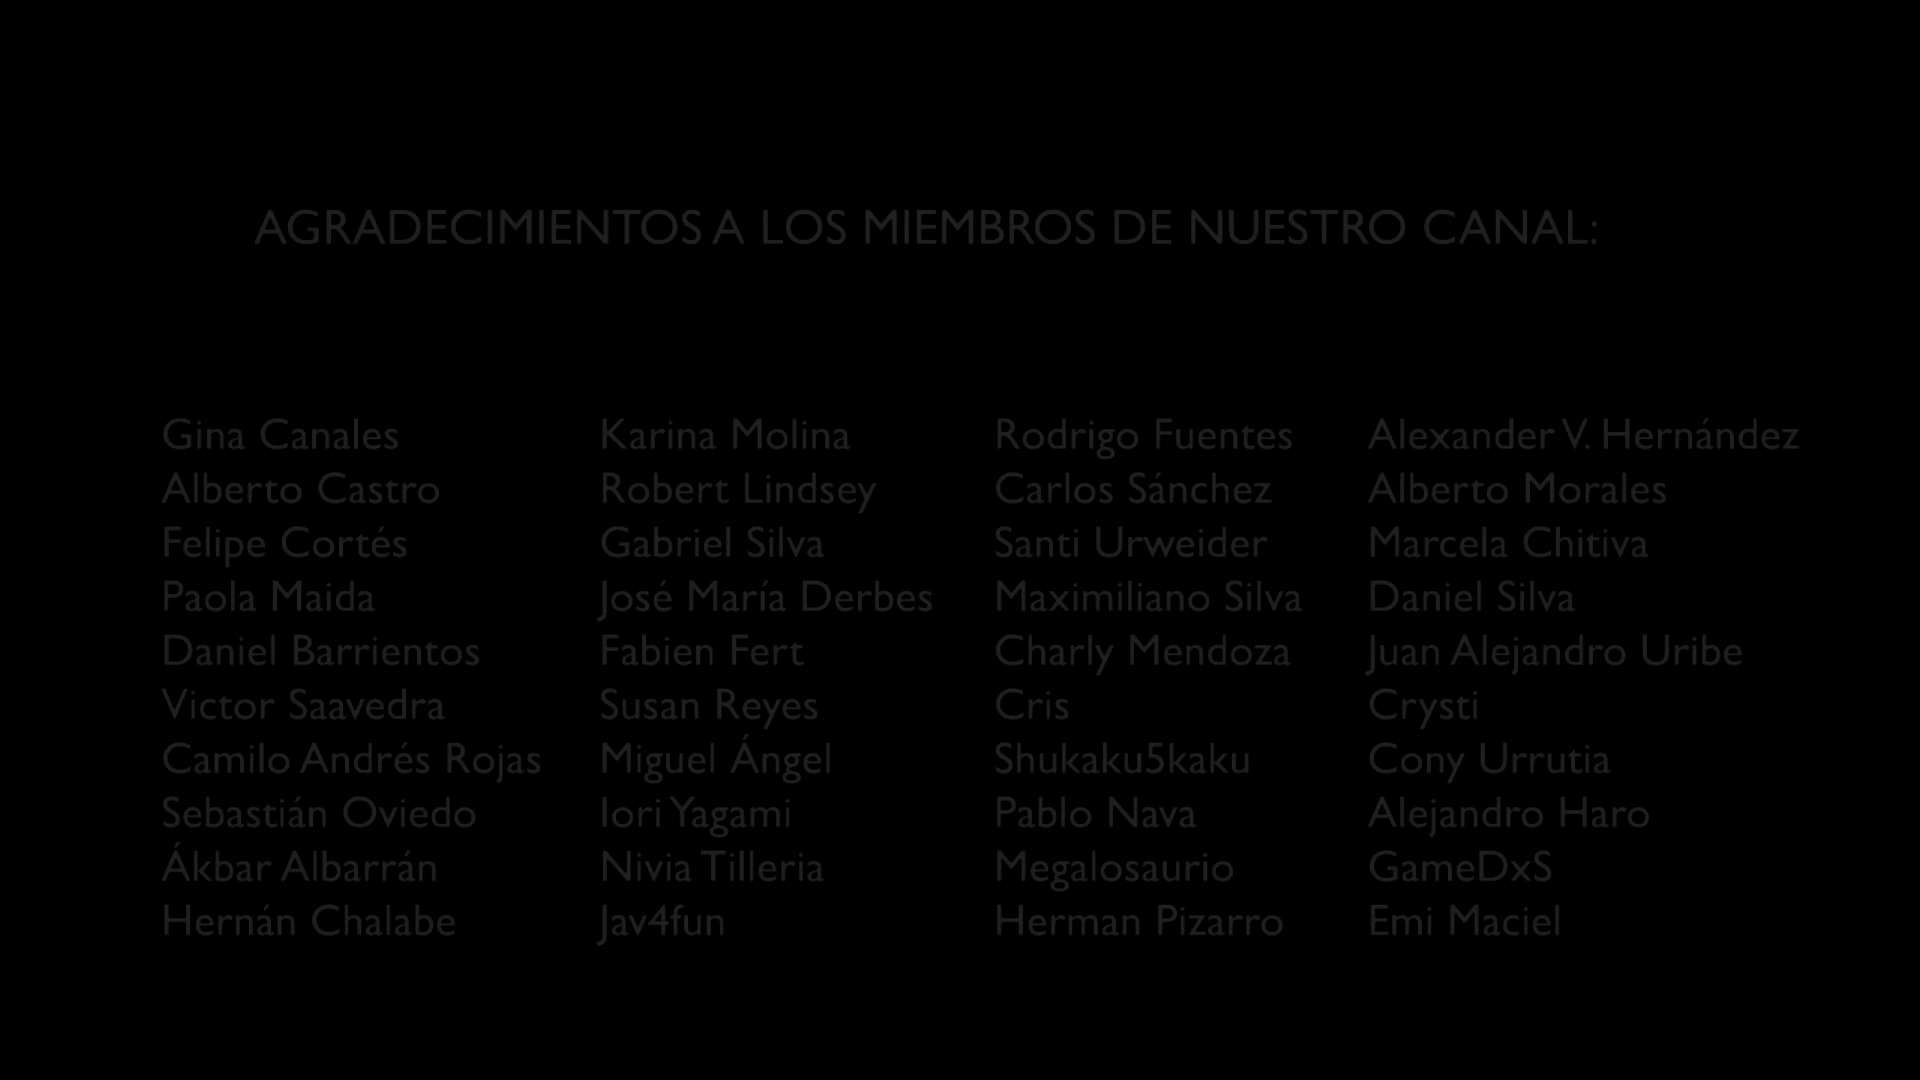 AGRADECIMIENTOS A LOS MIEMBROS DE NUESTRO CANAL:
Gina Canales
Alberto Castro
Felipe Cortés
Paola Maida
Daniel Barrientos
Victor Saavedra
Camilo Andrés Rojas
Sebastián Oviedo
Ákbar Albarrán
Hernán Chalabe
Karina Molina
Robert Lindsey
Gabriel Silva
José María Derbes
Fabien Fert
Susan Reyes
Miguel Ángel
Iori Yagami
Nivia Tilleria
Jav4fun
Rodrigo Fuentes
Carlos Sánchez
Santi Urweider
Maximiliano Silva
Charly Mendoza
Cris
Shukaku5kaku
Pablo Nava
Megalosaurio
Herman Pizarro
Alexander V. Hernández
Alberto Morales
Marcela Chitiva
Daniel Silva
Juan Alejandro Uribe
Crysti
Cony Urrutia
Alejandro Haro
GameDxS
Emi Maciel